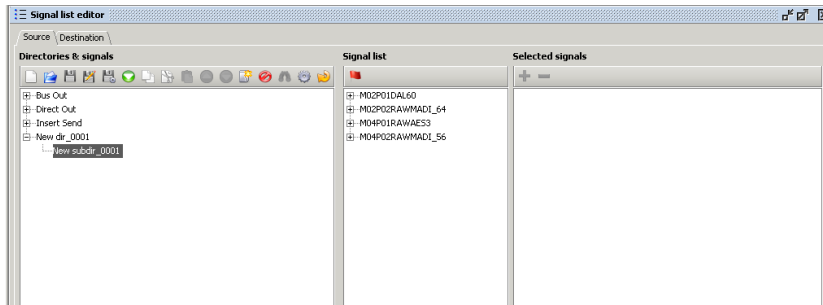 Signal list editor
Source Destination
Directories & signals
Signal list
Selected signals
Bus Out
Direct Out
Insert Send
New dir_0001
New subdir_0001
M02P01DAL60
M02P02RAWMADI_64
M04P01RAWAES3
M04P02RAWMADI_56